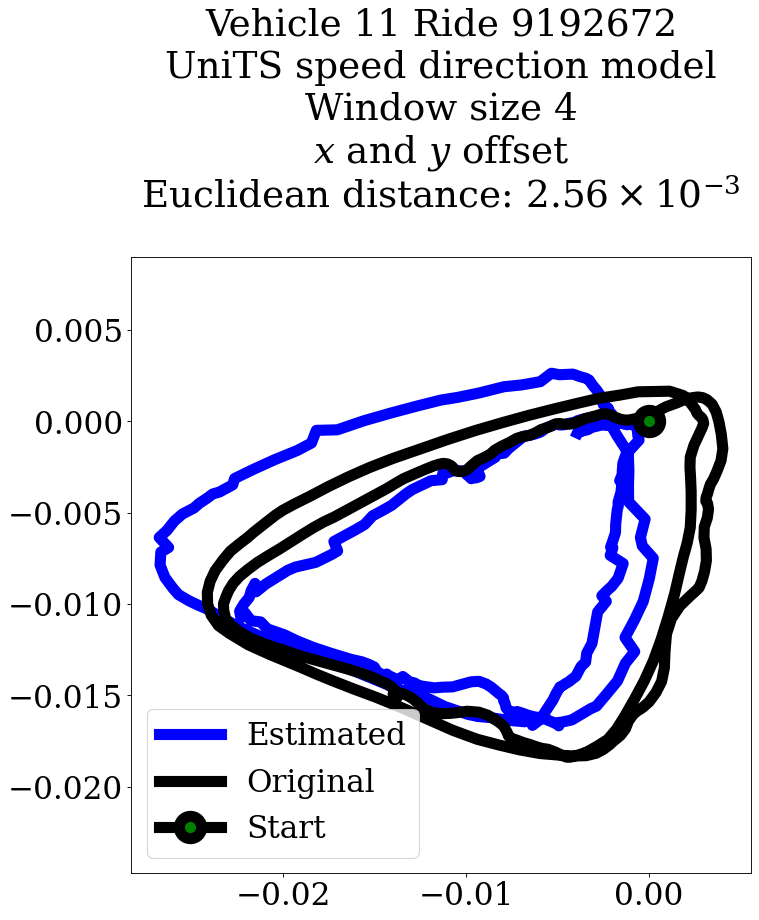 Vehicle 11 Ride 9192672
UniTS speed direction model
Window size 4
x and y offset
Euclidean distance: 2.56 × 10⁻³
0.005
0.000
−0.005
−0.010
−0.015
−0.020
Estimated
Original
Start
−0.02 −0.01 0.00